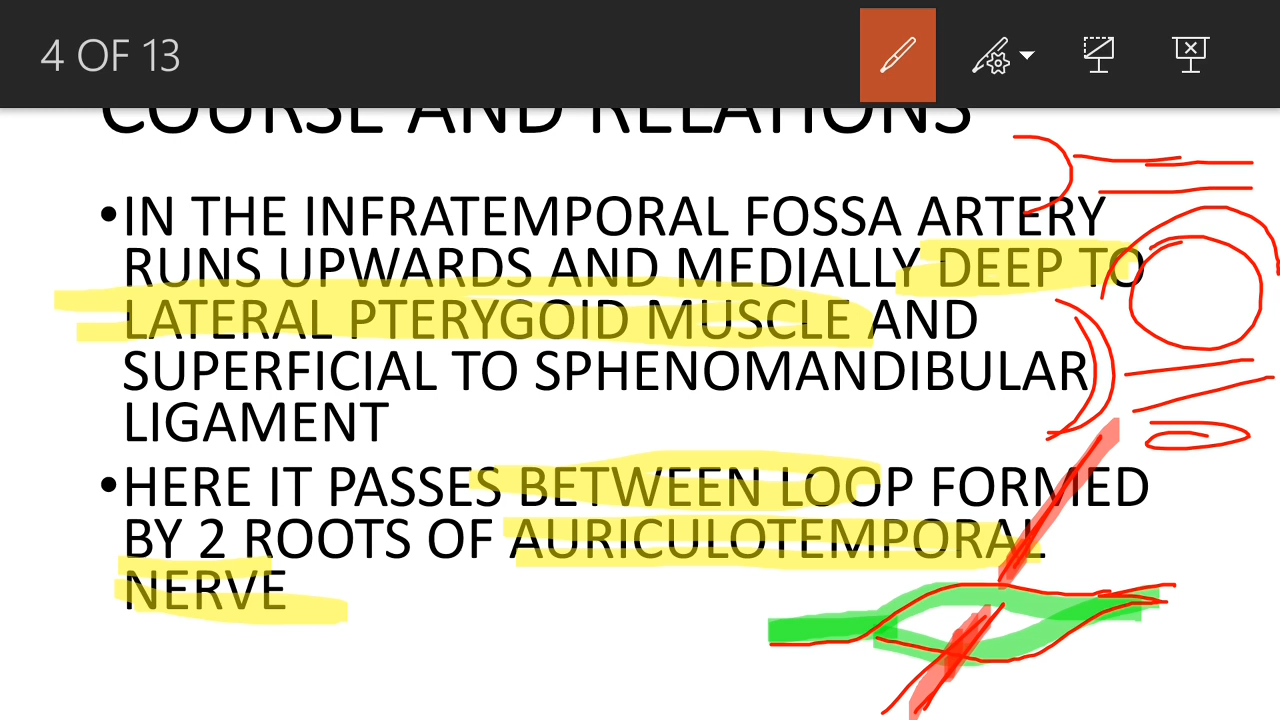 4 OF 13
COURSE AND RELATIONS
•IN THE INFRATEMPORAL FOSSA ARTERY
RUNS UPWARDS AND MEDIALLY DEEP TO
LATERAL PTERYGOID MUSCLE AND
SUPERFICIAL TO SPHENOMANDIBULAR
LIGAMENT
•HERE IT PASSES BETWEEN LOOP FORMED
BY 2 ROOTS OF AURICULOTEMPORAL
NERVE